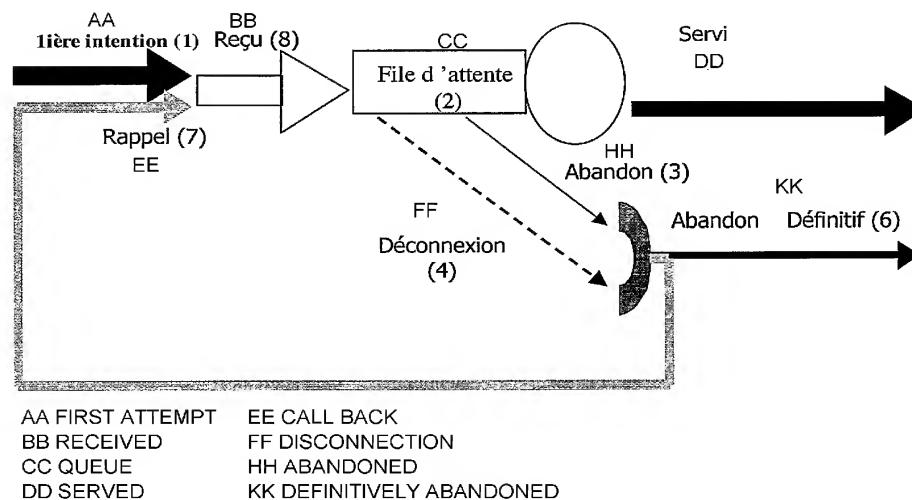 AA
1ière intention (1)
BB
Reçu (8)
CC
File d ’attente
(2)
Servi
DD
Rappel (7)
EE
HH
Abandon (3)
FF
Déconnexion
(4)
KK
Abandon Définitif (6)
AA FIRST ATTEMPT
BB RECEIVED
CC QUEUE
DD SERVED
EE CALL BACK
FF DISCONNECTION
HH ABANDONED
KK DEFINITIVELY ABANDONED